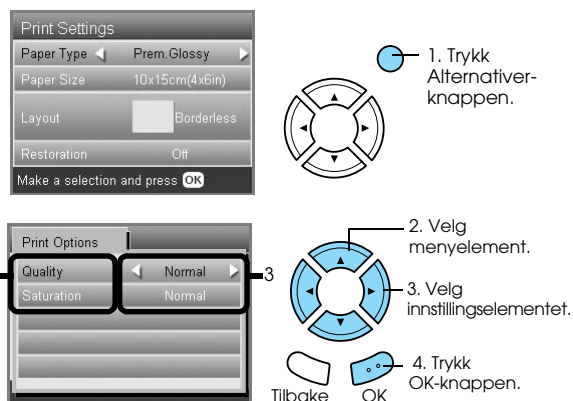 Print Settings
Paper Type Prem.Glossy
Paper Size 10x15cm(4x6in)
Layout Borderless
Restoration Off
Make a selection and press OK
1. Trykk
Alternativer-
knappen.
Print Options
Quality Normal
Saturation Normal
3
2. Velg
menyelement.
3. Velg
innstillingselementet.
4. Trykk
OK-knappen.
Tilbake OK